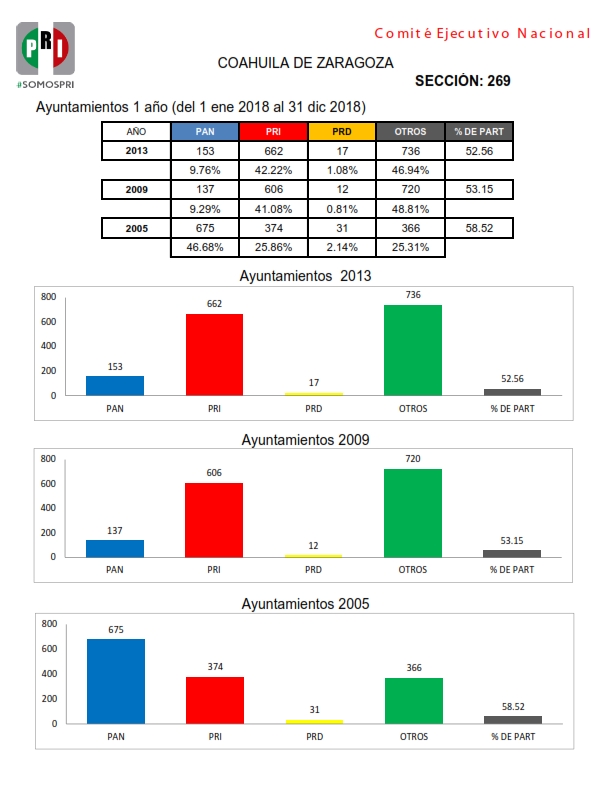 Comité Ejecutivo Nacional
PRI
#SOMOSPRI
COAHUILA DE ZARAGOZA
SECCIÓN: 269
Ayuntamientos 1 año (del 1 ene 2018 al 31 dic 2018)
AÑO PAN PRI PRD OTROS % DE PART
2013 153 662 17 736 52.56
9.76% 42.22% 1.08% 46.94%
2009 137 606 12 720 53.15
9.29% 41.08% 0.81% 48.81%
2005 675 374 31 366 58.52
46.68% 25.86% 2.14% 25.31%
Ayuntamientos 2013
800
600
400
200
0
153 662 17 736 52.56
PAN PRI PRD OTROS % DE PART
Ayuntamientos 2009
800
600
400
200
0
137 606 12 720 53.15
PAN PRI PRD OTROS % DE PART
Ayuntamientos 2005
800
600
400
200
0
675 374 31 366 58.52
PAN PRI PRD OTROS % DE PART